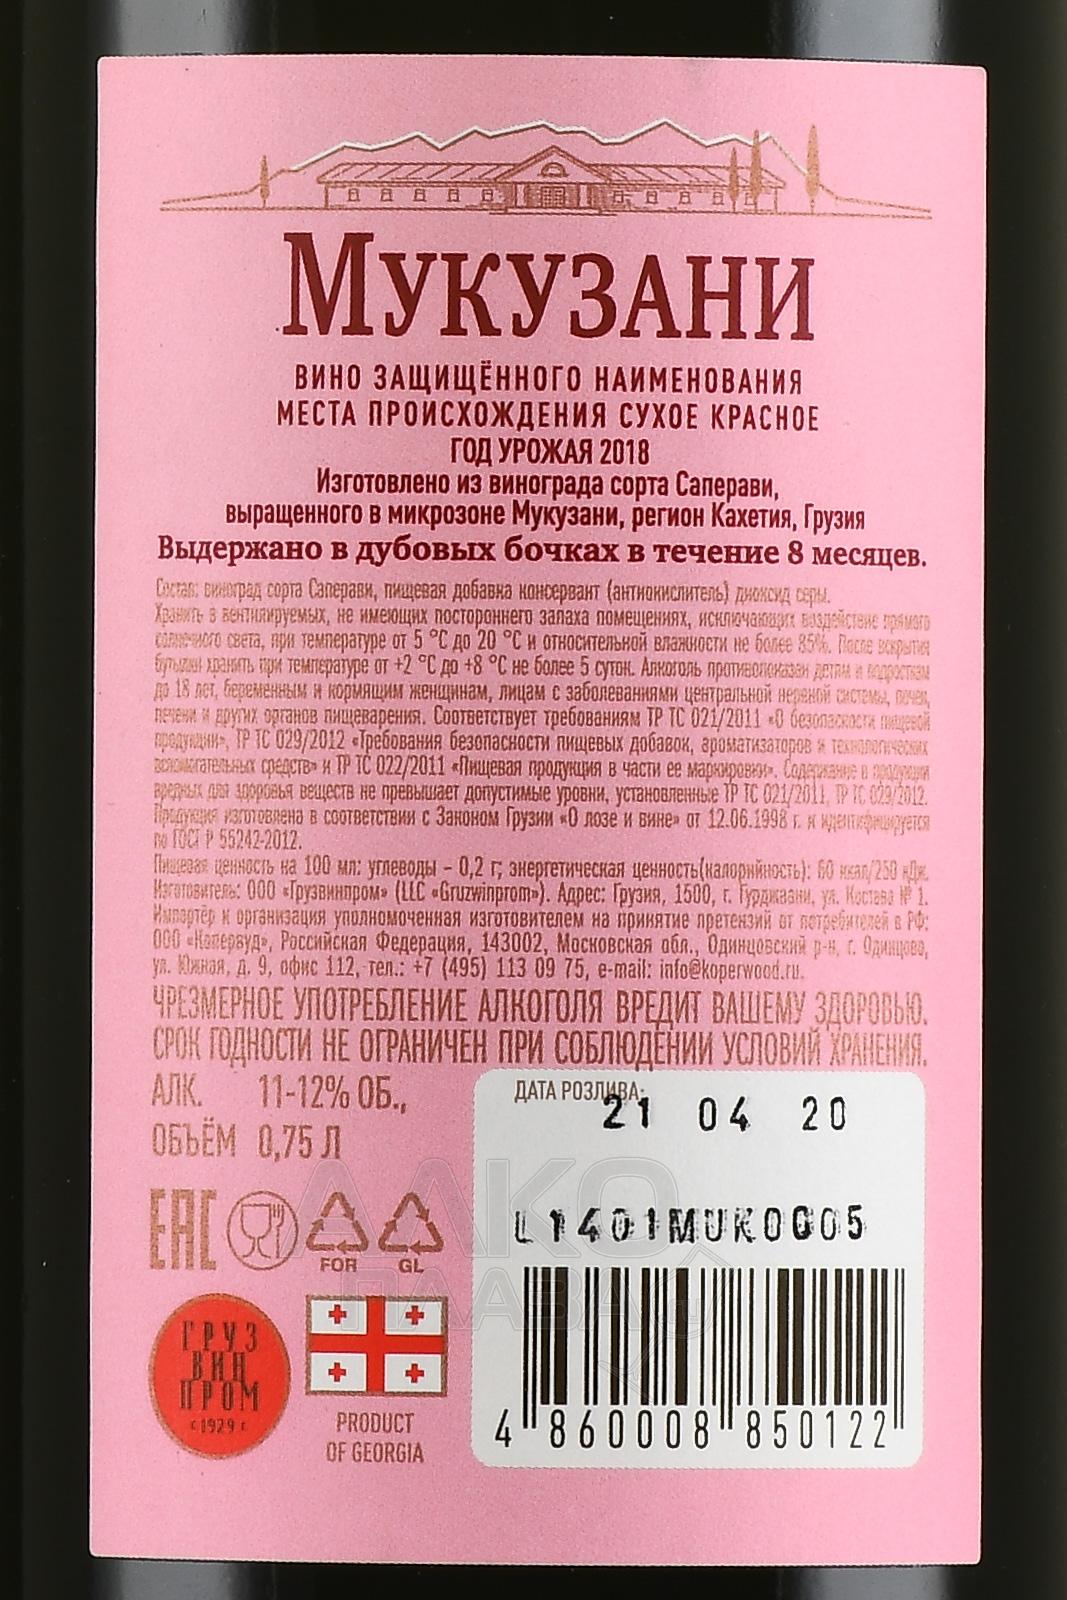 Мукузани
ВИНО ЗАЩИЩЁННОГО НАИМЕНОВАНИЯ
МЕСТА ПРОИСХОЖДЕНИЯ СУХОЕ КРАСНОЕ
ГОД УРОЖАЯ 2018
Изготовлено из винограда сорта Саперави,
выращенного в микрозоне Мукузани, регион Кахетия, Грузия
Выдержано в дубовых бочках в течение 8 месяцев.
Состав: виноград сорта Саперави, пищевая добавка консервант (антиокислитель) диоксид серы.
Хранить в вентилируемых, не имеющих постороннего запаха помещениях, исключающих воздействие прямого
солнечного света, при температуре от 5 °С до 20 °С и относительной влажности не более 85%. После вскрытия
бутылки хранить при температуре от +2 °С до +8 °С не более 5 суток. Алкоголь противопоказан детям и подросткам
до 18 лет, беременным и кормящим женщинам, лицам с заболеваниями центральной нервной системы, почек,
печени и других органов пищеварения. Соответствует требованиям ТР ТС 021/2011 «О безопасности пищевой
продукции», ТР ТС 029/2012 «Требования безопасности пищевых добавок, ароматизаторов и технологических
вспомогательных средств» и ТР ТС 022/2011 «Пищевая продукция в части ее маркировки». Содержание в продукции
вредных для здоровья веществ не превышает допустимые уровни, установленные ТР ТС 021/2011, ТР ТС 029/2012.
Продукция изготовлена в соответствии с Законом Грузии «О лозе и вине» от 12.06.1998 г. и идентифицируется
по ГОСТ Р 55242-2012.
Пищевая ценность на 100 мл: углеводы – 0,2 г; энергетическая ценность(калорийность): 60 ккал/250 кДж.
Изготовитель: ООО «Грузвинпром» (LLC «Gruzwinprom»). Адрес: Грузия, 1500, г. Гурджаани, ул. Костава № 1.
Импортёр и организация уполномоченная изготовителем на принятие претензий от потребителей в РФ:
ООО «Копервуд», Российская Федерация, 143002, Московская обл., Одинцовский р-н, г. Одинцово,
ул. Южная, д. 9, офис 112, тел.: +7 (495) 113 09 75, e-mail: info@koperwood.ru.
ЧРЕЗМЕРНОЕ УПОТРЕБЛЕНИЕ АЛКОГОЛЯ ВРЕДИТ ВАШЕМУ ЗДОРОВЬЮ.
СРОК ГОДНОСТИ НЕ ОГРАНИЧЕН ПРИ СОБЛЮДЕНИИ УСЛОВИЙ ХРАНЕНИЯ.
АЛК. 11-12% ОБ.,
ОБЪЁМ 0,75 Л
ДАТА РОЗЛИВА:
21 04 20
L1401MUK0005
EAC
FOR
GL
ГРУЗ
ВИН
ПРОМ
с 1929 г
PRODUCT
OF GEORGIA
4 860008 850122
АЛКО
ПЛАЗА
.ru